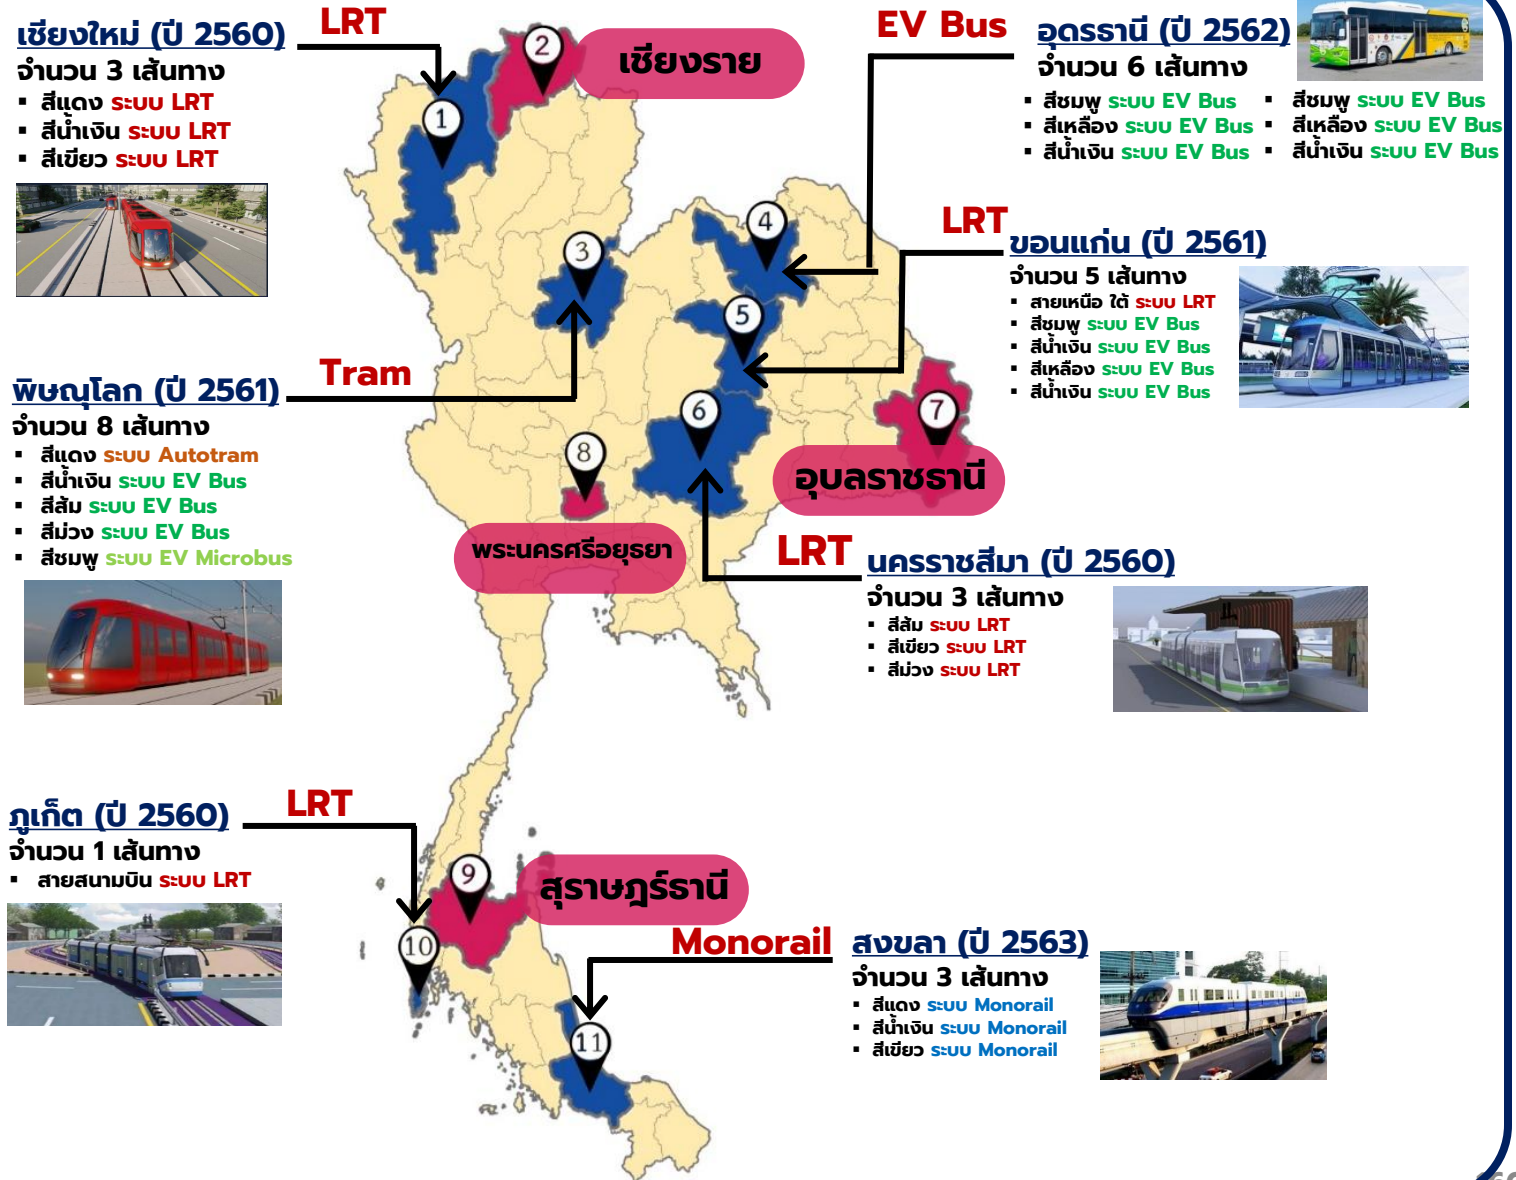 เชียงใหม่ (ปี 2560)
LRT
จำนวน 3 เส้นทาง
▪ สีแดง ระบบ LRT
▪ สีน้ำเงิน ระบบ LRT
▪ สีเขียว ระบบ LRT
1
2
เชียงราย
EV Bus
อุดรธานี (ปี 2562)
จำนวน 6 เส้นทาง
▪ สีชมพู ระบบ EV Bus ▪ สีชมพู ระบบ EV Bus
▪ สีเหลือง ระบบ EV Bus ▪ สีเหลือง ระบบ EV Bus
▪ สีน้ำเงิน ระบบ EV Bus ▪ สีน้ำเงิน ระบบ EV Bus
3
4
LRT
ขอนแก่น (ปี 2561)
จำนวน 5 เส้นทาง
▪ สายเหนือ ใต้ ระบบ LRT
▪ สีชมพู ระบบ EV Bus
▪ สีน้ำเงิน ระบบ EV Bus
▪ สีเหลือง ระบบ EV Bus
▪ สีน้ำเงิน ระบบ EV Bus
5
พิษณุโลก (ปี 2561)
Tram
จำนวน 8 เส้นทาง
▪ สีแดง ระบบ Autotram
▪ สีน้ำเงิน ระบบ EV Bus
▪ สีส้ม ระบบ EV Bus
▪ สีม่วง ระบบ EV Bus
▪ สีชมพู ระบบ EV Microbus
6
7
อุบลราชธานี
8
พระนครศรีอยุธยา
LRT
นครราชสีมา (ปี 2560)
จำนวน 3 เส้นทาง
▪ สีส้ม ระบบ LRT
▪ สีเขียว ระบบ LRT
▪ สีม่วง ระบบ LRT
ภูเก็ต (ปี 2560)
LRT
จำนวน 1 เส้นทาง
▪ สายสนามบิน ระบบ LRT
9
สุราษฎร์ธานี
10
Monorail
สงขลา (ปี 2563)
จำนวน 3 เส้นทาง
▪ สีแดง ระบบ Monorail
▪ สีน้ำเงิน ระบบ Monorail
▪ สีเขียว ระบบ Monorail
11